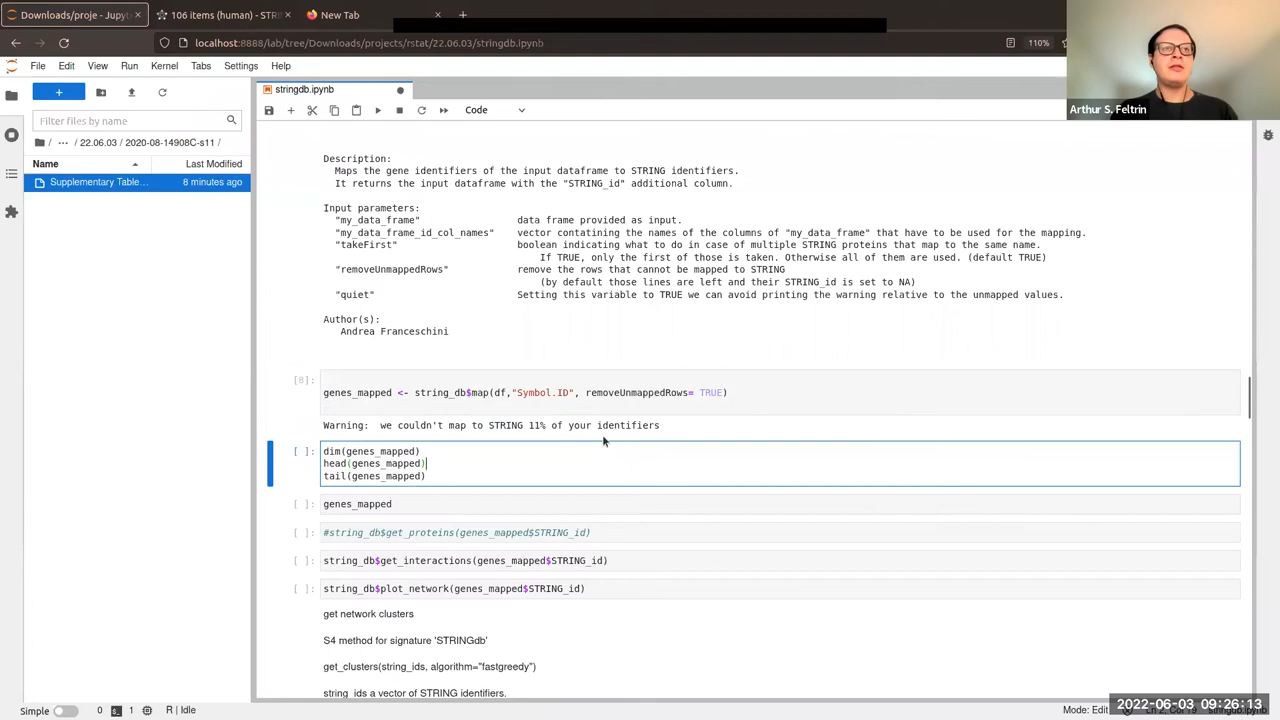 Downloads/proje - Jupyt
106 items (human) - STRI
New Tab
localhost:8888/lab/tree/Downloads/projects/rstat/22.06.03/stringdb.ipynb
110%
Arthur S. Feltrin
File Edit View Run Kernel Tabs Settings Help
stringdb.ipynb
Code
Filter files by name
/ ... / 22.06.03 / 2020-08-14908C-s11 /
Name Last Modified
Supplementary Table... 8 minutes ago
Description:
Maps the gene identifiers of the input dataframe to STRING identifiers.
It returns the input dataframe with the "STRING_id" additional column.
Input parameters:
"my_data_frame" data frame provided as input.
"my_data_frame_id_col_names" vector contatining the names of the columns of "my_data_frame" that have to be used for the mapping.
"takeFirst" boolean indicating what to do in case of multiple STRING proteins that map to the same name.
If TRUE, only the first of those is taken. Otherwise all of them are used. (default TRUE)
"removeUnmappedRows" remove the rows that cannot be mapped to STRING
(by default those lines are left and their STRING_id is set to NA)
"quiet" Setting this variable to TRUE we can avoid printing the warning relative to the unmapped values.
Author(s):
Andrea Franceschini
[8]:
genes_mapped <- string_db$map(df,"Symbol.ID", removeUnmappedRows= TRUE)
Warning: we couldn't map to STRING 11% of your identifiers
[ ]: dim(genes_mapped)
head(genes_mapped)
tail(genes_mapped)
[ ]: genes_mapped
[ ]: #string_db$get_proteins(genes_mapped$STRING_id)
[ ]: string_db$get_interactions(genes_mapped$STRING_id)
[ ]: string_db$plot_network(genes_mapped$STRING_id)
get network clusters
S4 method for signature 'STRINGdb'
get_clusters(string_ids, algorithm="fastgreedy")
string_ids a vector of STRING identifiers.
Simple 0 1 R | Idle
Mode: Edit
2022-06-03 09:26:13